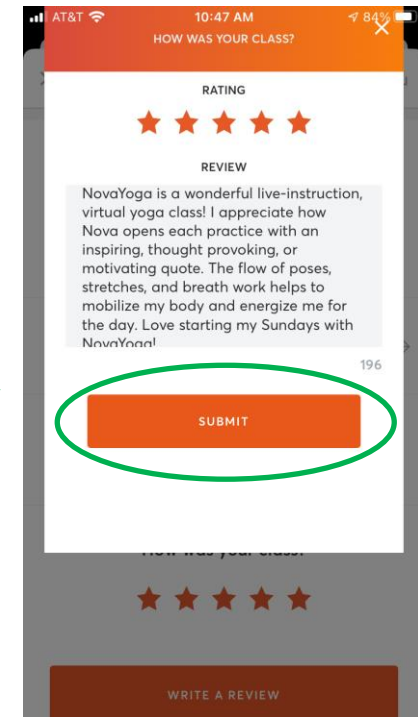 AT&T 10:47 AM 84%
HOW WAS YOUR CLASS?
RATING
REVIEW
NovaYoga is a wonderful live-instruction,
virtual yoga class! I appreciate how
Nova opens each practice with an
inspiring, thought provoking, or
motivating quote. The flow of poses,
stretches, and breath work helps to
mobilize my body and energize me for
the day. Love starting my Sundays with
NovaYoga!
196
SUBMIT
How was your class?
WRITE A REVIEW